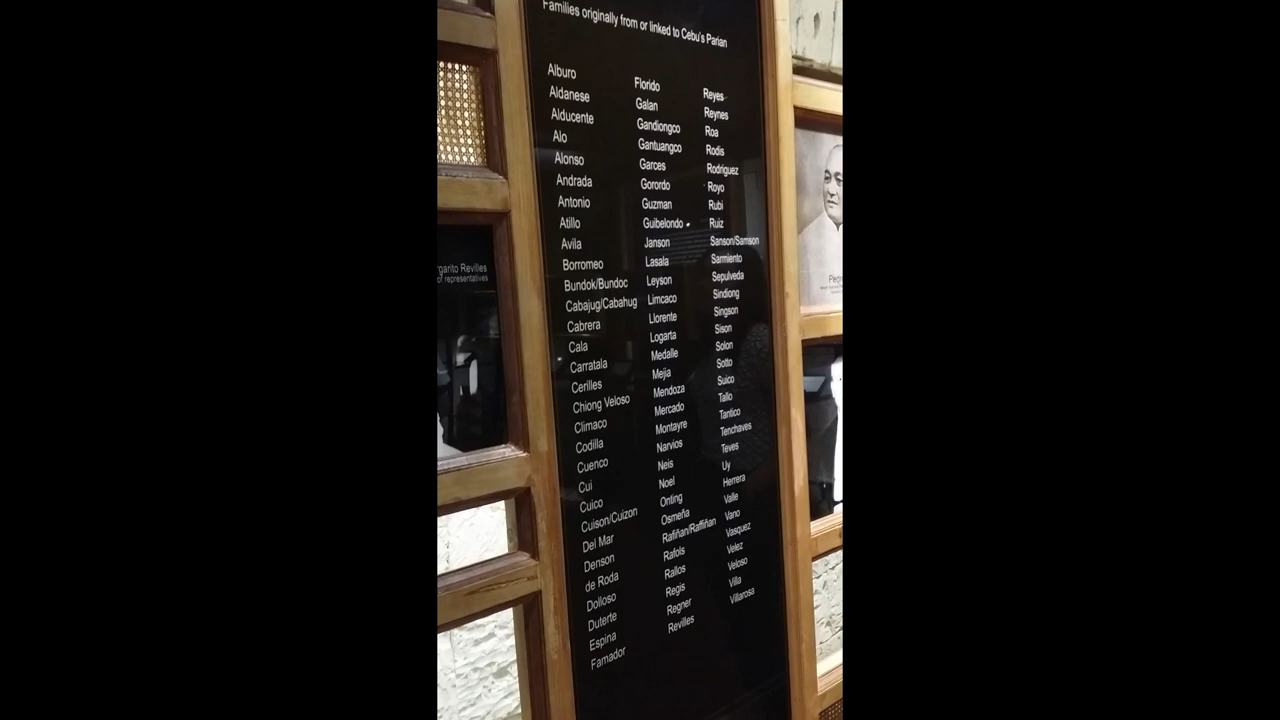 Families originally from or linked to Cebu's Parian
Alburo
Aldanese
Alducente
Alo
Alonso
Andrada
Antonio
Atillo
Avila
Borromeo
Bundok/Bundoc
Cabajug/Cabahug
Cabrera
Cala
Carratala
Cerilles
Chiong Veloso
Climaco
Codilla
Cuenco
Cui
Cuico
Cuison/Cuizon
Del Mar
Denson
de Roda
Dolloso
Duterte
Espina
Famador
Florido
Galan
Gandiongco
Gantuangco
Garces
Gorordo
Guzman
Guibelondo
Janson
Lasala
Leyson
Limcaco
Llorente
Logarta
Medalle
Mejia
Mendoza
Mercado
Montayre
Narvios
Neis
Noel
Onting
Osmeña
Rafiñan/Raffiñan
Rafols
Rallos
Regis
Regner
Revilles
Reyes
Reynes
Roa
Rodis
Rodriguez
Royo
Rubi
Ruiz
Sanson/Samson
Sarmiento
Sepulveda
Sindiong
Singson
Sison
Solon
Sotto
Suico
Tallo
Tantico
Tenchaves
Teves
Uy
Herrera
Valle
Vano
Vasquez
Velez
Veloso
Villa
Villarosa
rgarito Revilles
of representatives